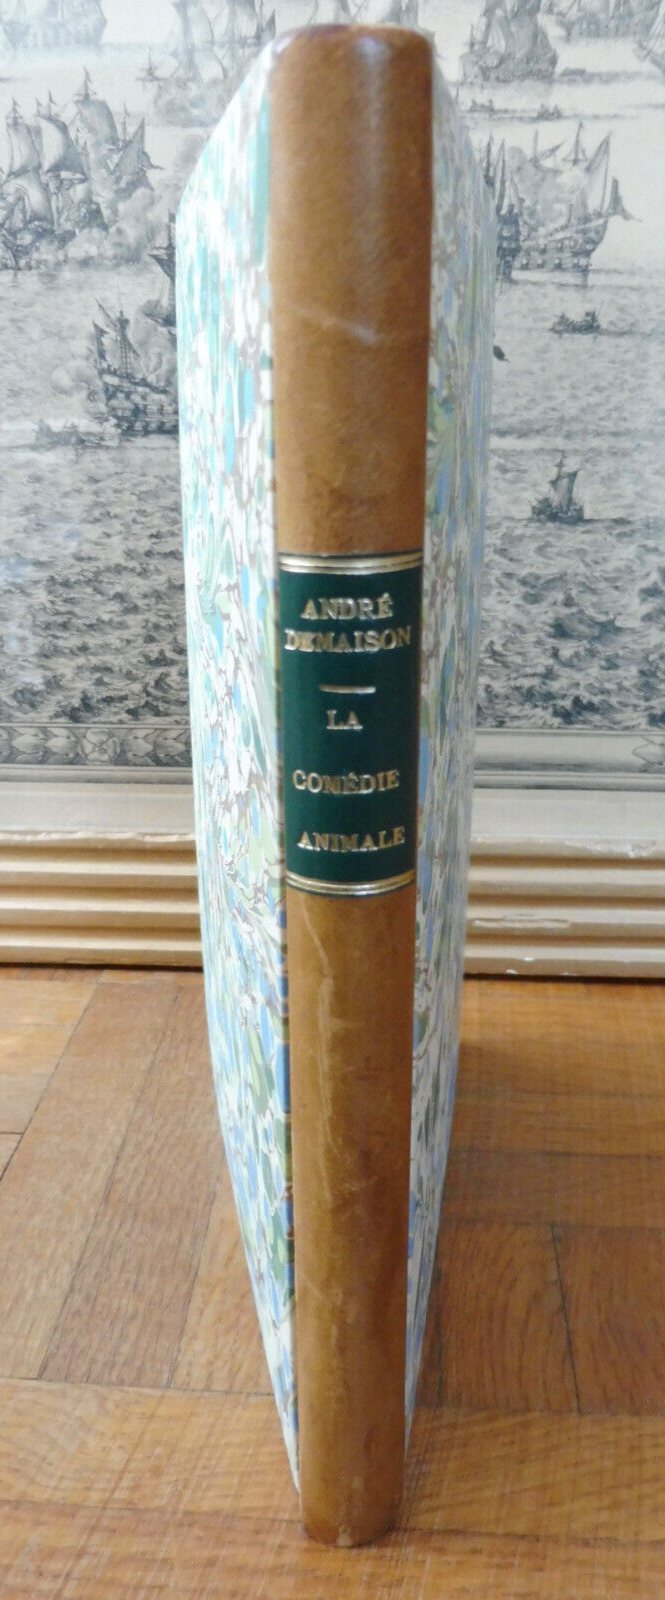 ANDRÉ
DEMAISON
LA
COMÉDIE
ANIMALE